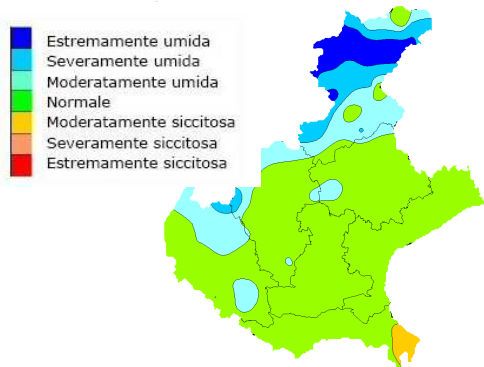 Estremamente umida
Severamente umida
Moderatamente umida
Normale
Moderatamente siccitosa
Severamente siccitosa
Estremamente siccitosa